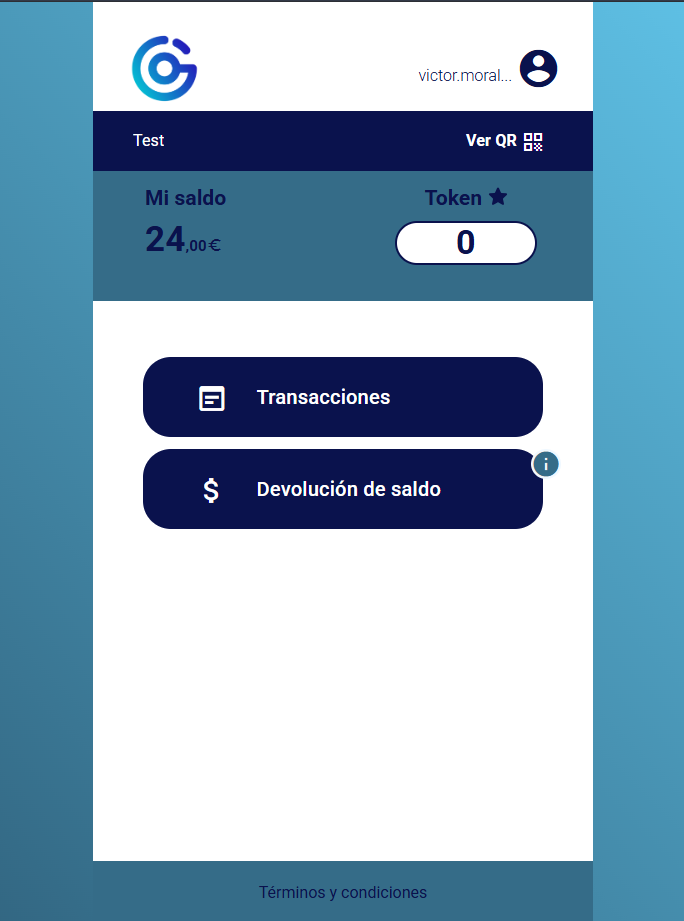 victor.moral...
Test
Ver QR
Mi saldo
Token
24,00€
0
Transacciones
Devolución de saldo
i
Términos y condiciones